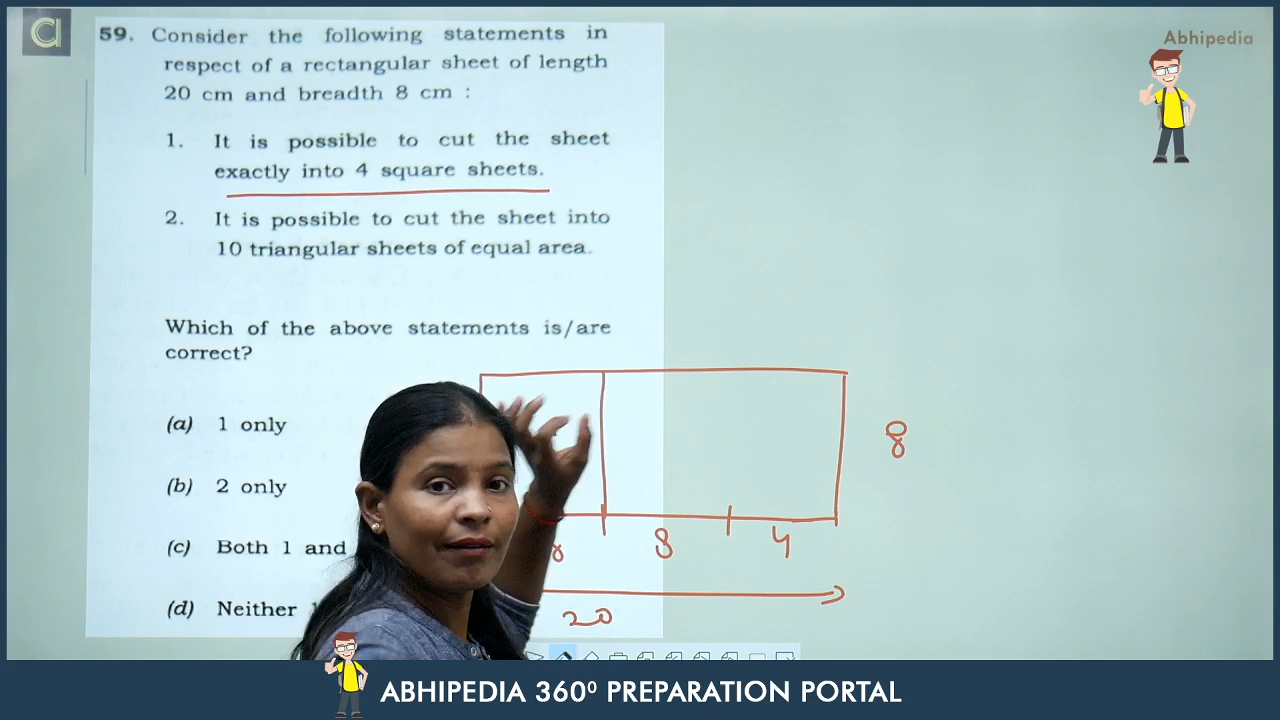 Abhipedia
59. Consider the following statements in
respect of a rectangular sheet of length
20 cm and breadth 8 cm :
1. It is possible to cut the sheet
exactly into 4 square sheets.
2. It is possible to cut the sheet into
10 triangular sheets of equal area.
Which of the above statements is/are
correct?
(a) 1 only
(b) 2 only
(c) Both 1 and
(d) Neither
8
8 8 4
20
ABHIPEDIA 360⁰ PREPARATION PORTAL